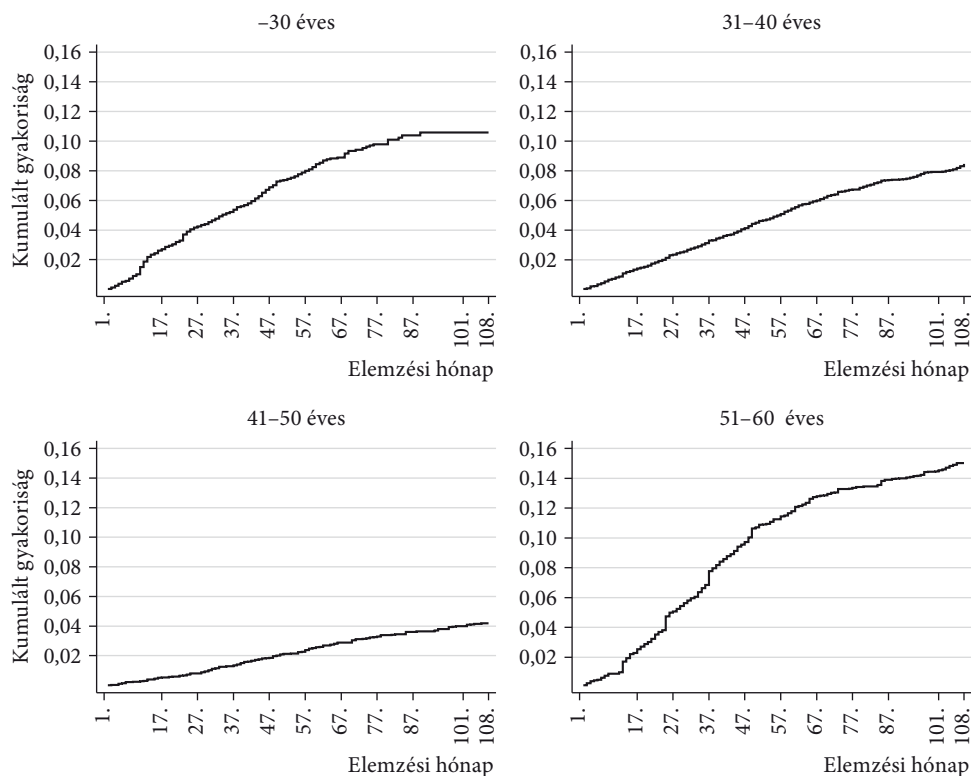 –30 éves
Kumulált gyakoriság
0,16
0,14
0,12
0,10
0,08
0,06
0,04
0,02
1. 17. 27. 37. 47. 57. 67. 77. 87. 101. 108.
Elemzési hónap
31–40 éves
0,16
0,14
0,12
0,10
0,08
0,06
0,04
0,02
1. 17. 27. 37. 47. 57. 67. 77. 87. 101. 108.
Elemzési hónap
41–50 éves
Kumulált gyakoriság
0,16
0,14
0,12
0,10
0,08
0,06
0,04
0,02
1. 17. 27. 37. 47. 57. 67. 77. 87. 101. 108.
Elemzési hónap
51–60 éves
0,16
0,14
0,12
0,10
0,08
0,06
0,04
0,02
1. 17. 27. 37. 47. 57. 67. 77. 87. 101. 108.
Elemzési hónap